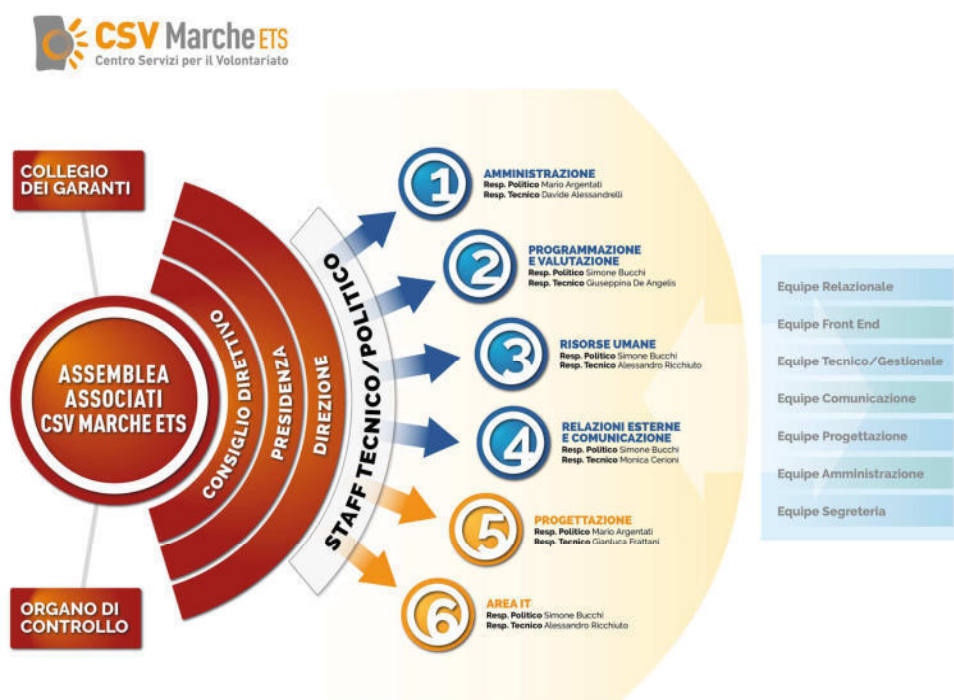 CSV Marche ETS
Centro Servizi per il Volontariato
COLLEGIO
DEI GARANTI
ASSEMBLEA
ASSOCIATI
CSV MARCHE ETS
ORGANO DI
CONTROLLO
CONSIGLIO DIRETTIVO
PRESIDENZA
DIREZIONE
STAFF TECNICO/POLITICO
1
AMMINISTRAZIONE
Resp. Politico Mario Argentati
Resp. Tecnico Davide Alessandrelli
2
PROGRAMMAZIONE
E VALUTAZIONE
Resp. Politico Simone Bucchi
Resp. Tecnico Giuseppina De Angelis
3
RISORSE UMANE
Resp. Politico Simone Bucchi
Resp. Tecnico Alessandro Ricchiuto
4
RELAZIONI ESTERNE
E COMUNICAZIONE
Resp. Politico Simone Bucchi
Resp. Tecnico Monica Cerioni
5
PROGETTAZIONE
Resp. Politico Mario Argentati
Resp. Tecnico Gianluca Frattani
6
AREA IT
Resp. Politico Simone Bucchi
Resp. Tecnico Alessandro Ricchiuto
Equipe Relazionale
Equipe Front End
Equipe Tecnico/Gestionale
Equipe Comunicazione
Equipe Progettazione
Equipe Amministrazione
Equipe Segreteria